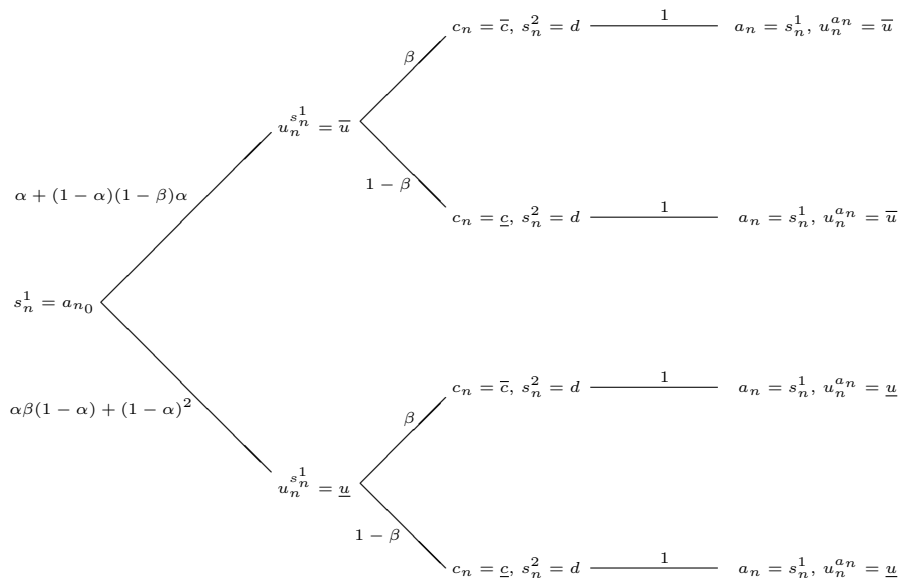 c_n = \overline{c}, s_n^2 = d 1 a_n = s_n^1, u_n^{a_n} = \overline{u}
β
u_n^{s_n^1} = \overline{u}
1 − β
α + (1 − α)(1 − β)α
c_n = \underline{c}, s_n^2 = d 1 a_n = s_n^1, u_n^{a_n} = \overline{u}
s_n^1 = a_{n_0}
c_n = \overline{c}, s_n^2 = d 1 a_n = s_n^1, u_n^{a_n} = \underline{u}
αβ(1 − α) + (1 − α)^2
β
u_n^{s_n^1} = \underline{u}
1 − β
c_n = \underline{c}, s_n^2 = d 1 a_n = s_n^1, u_n^{a_n} = \underline{u}